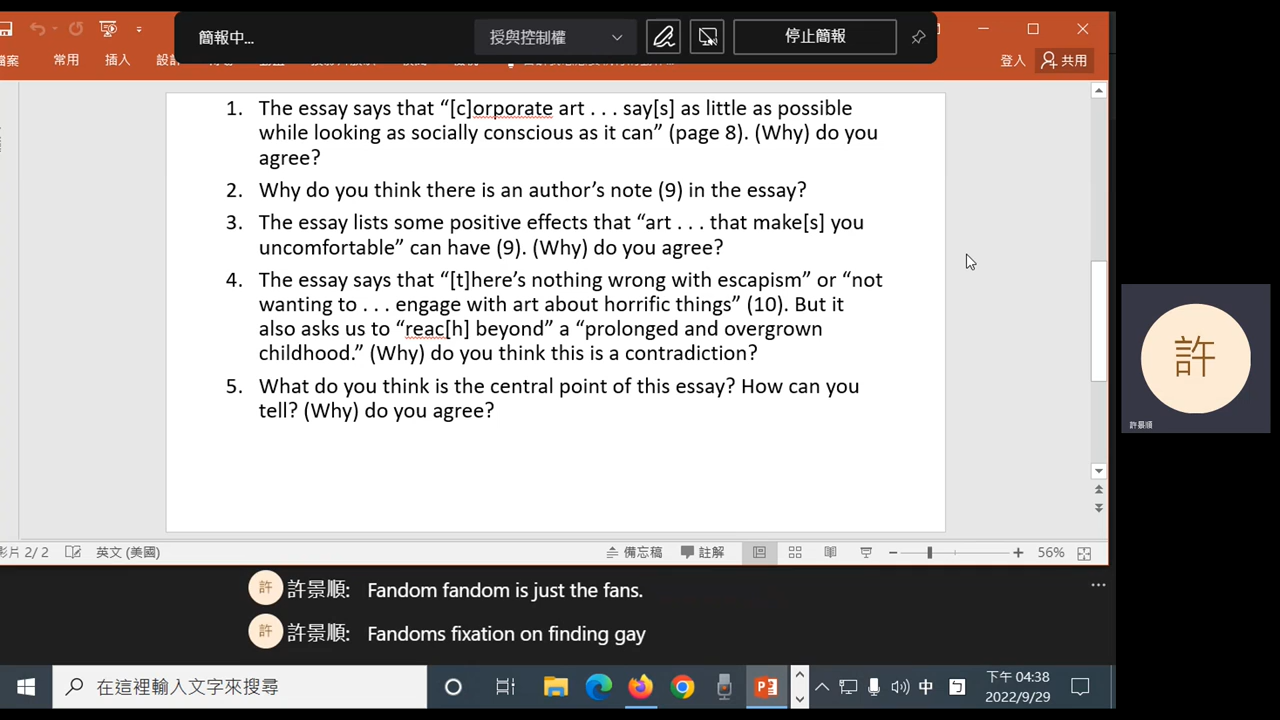 簡報中...
授與控制權
停止簡報
檔案
常用
插入
登入
共用
1. The essay says that “[c]orporate art . . . say[s] as little as possible
while looking as socially conscious as it can” (page 8). (Why) do you
agree?
2. Why do you think there is an author’s note (9) in the essay?
3. The essay lists some positive effects that “art . . . that make[s] you
uncomfortable” can have (9). (Why) do you agree?
4. The essay says that “[t]here’s nothing wrong with escapism” or “not
wanting to . . . engage with art about horrific things” (10). But it
also asks us to “reac[h] beyond” a “prolonged and overgrown
childhood.” (Why) do you think this is a contradiction?
5. What do you think is the central point of this essay? How can you
tell? (Why) do you agree?
許
許景順
影片 2/ 2
英文 (美國)
備忘稿
註解
56%
許 許景順: Fandom fandom is just the fans.
許 許景順: Fandoms fixation on finding gay
在這裡輸入文字來搜尋
中
下午 04:38
2022/9/29